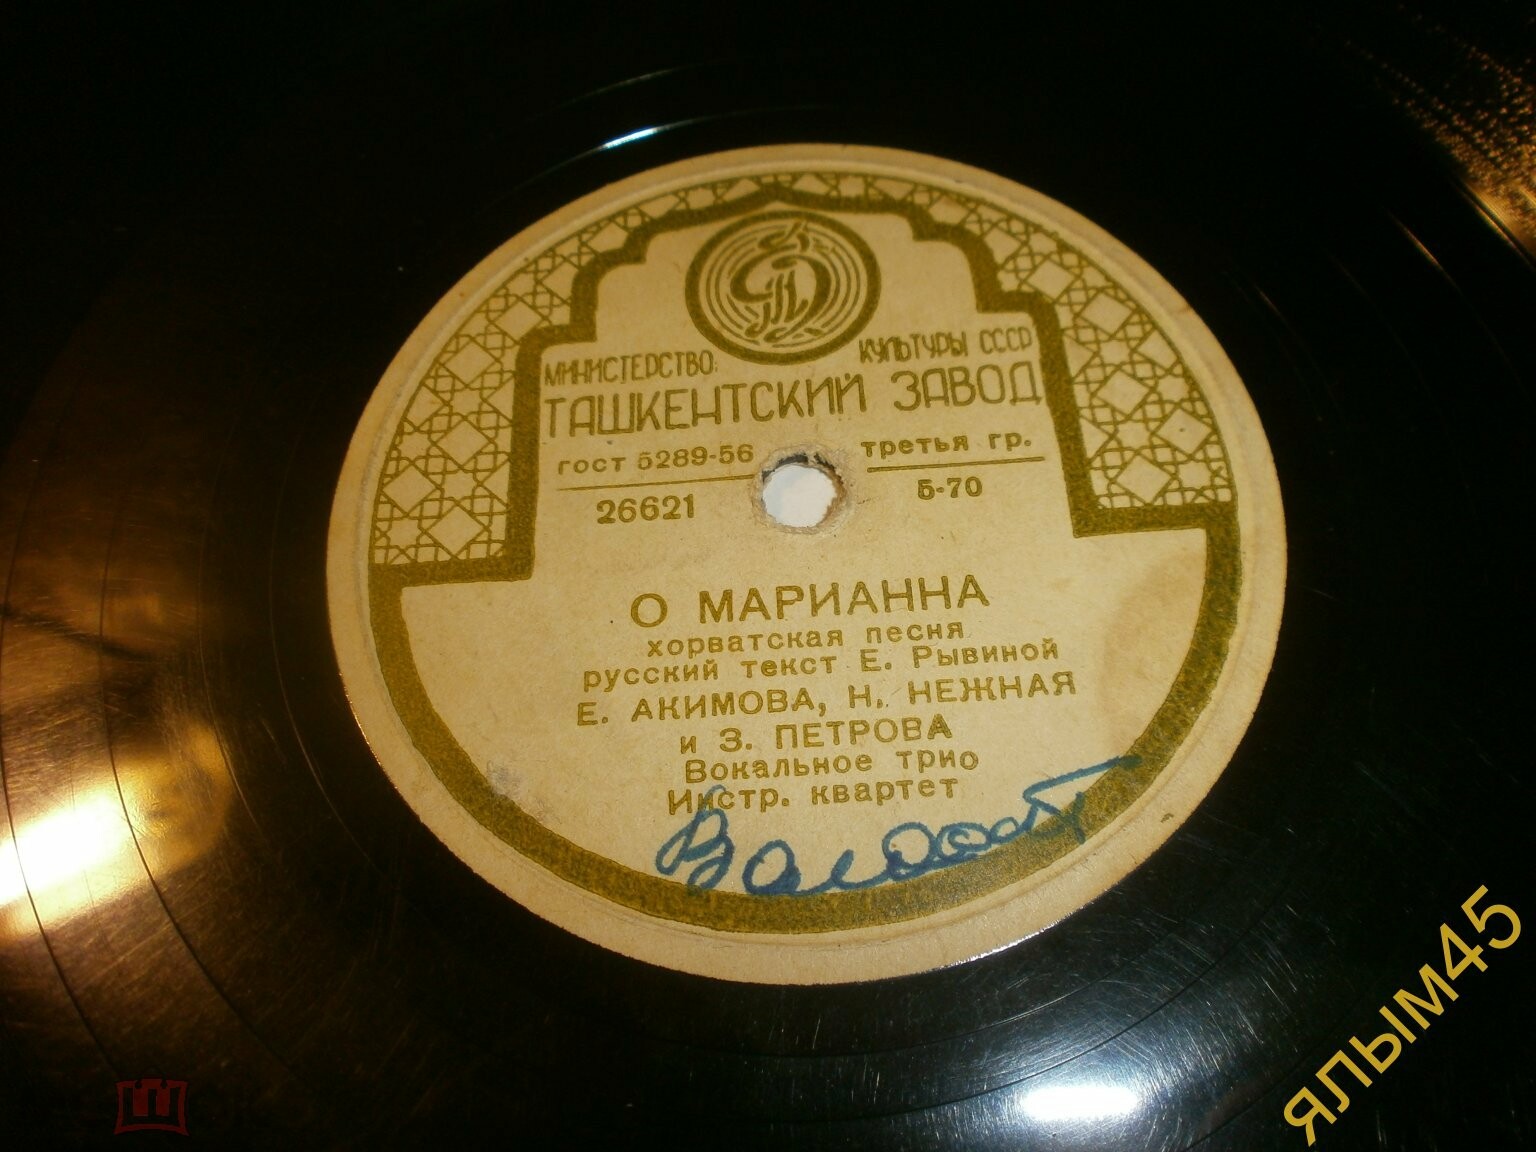 МИНИСТЕРСТВО КУЛЬТУРЫ СССР
ТАШКЕНТСКИЙ ЗАВОД
ГОСТ 5289-56 третья гр.
26621 Б-70
О МАРИАННА
хорватская песня
русский текст Е. Рывиной
Е. АКИМОВА, Н. НЕЖНАЯ
и З. ПЕТРОВА
Вокальное трио
Инстр. квартет
ялым45